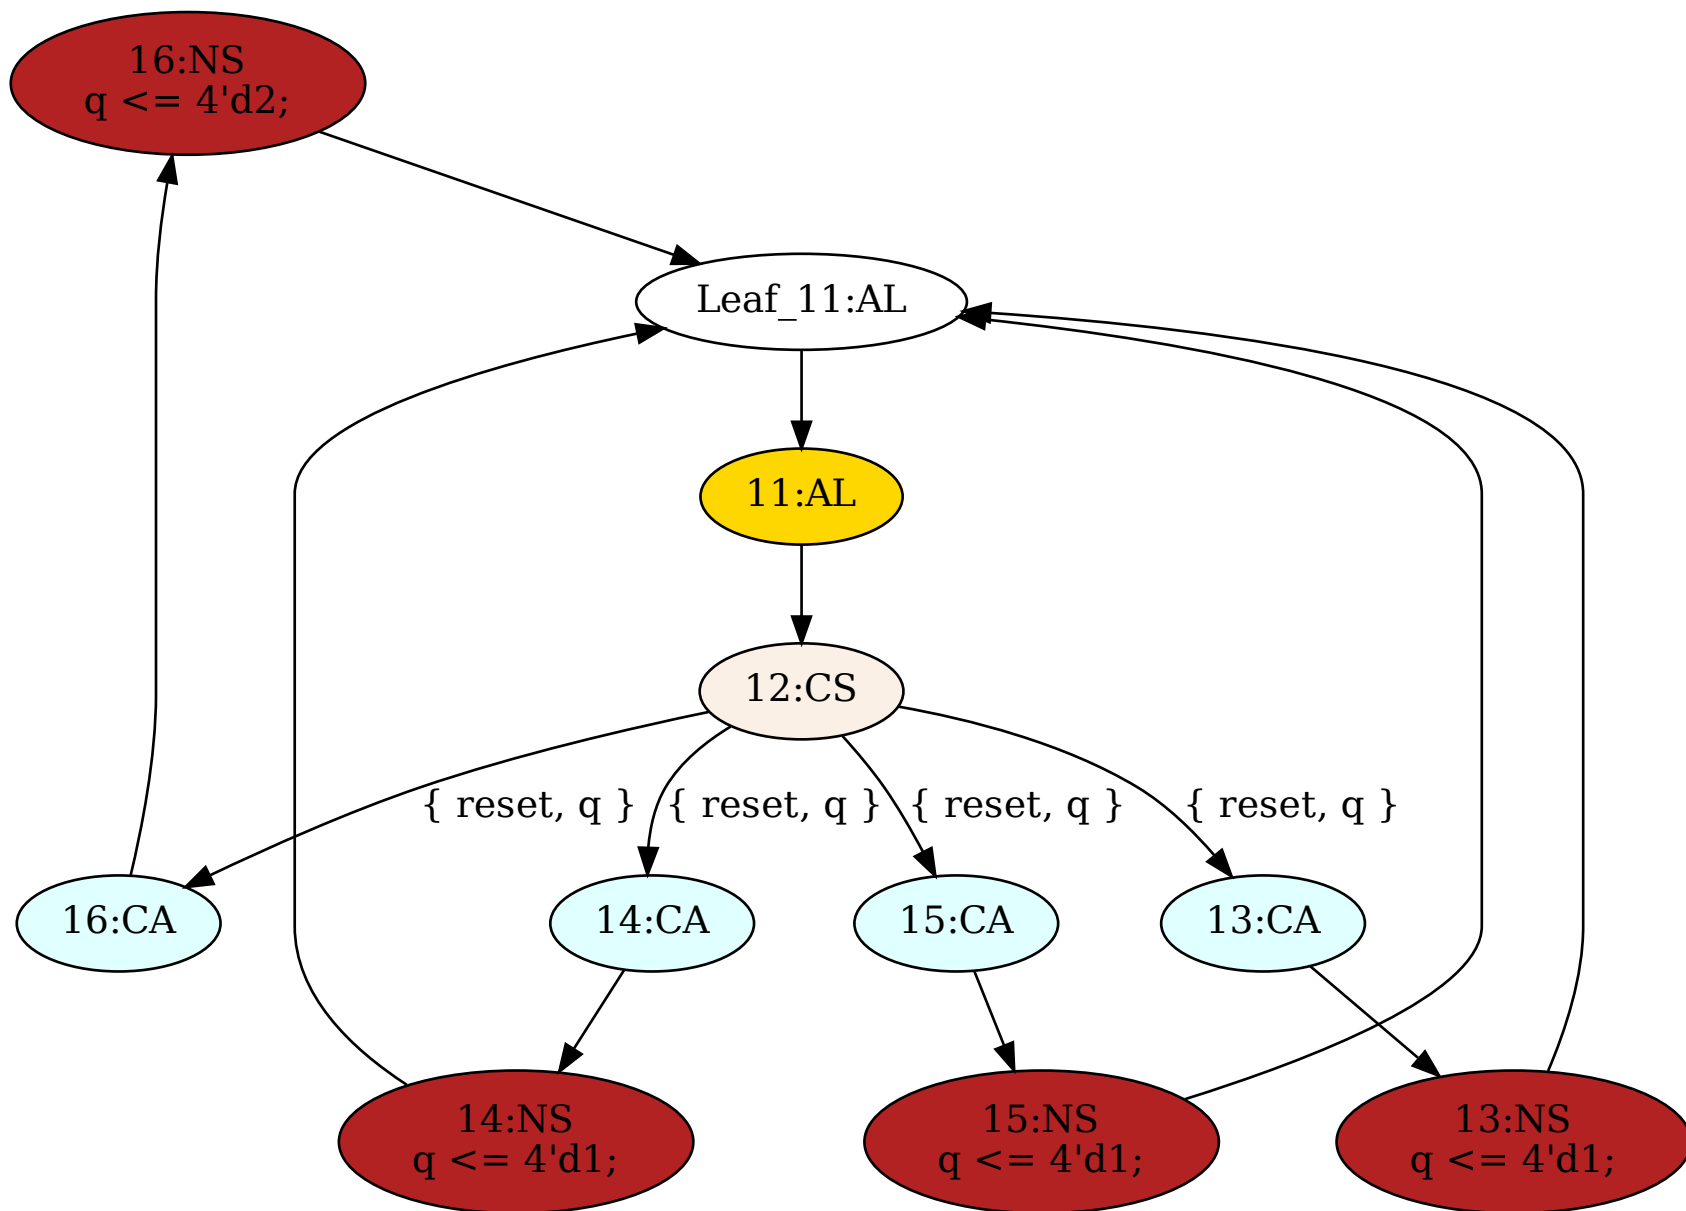 16:NS
q <= 4'd2;
Leaf_11:AL
11:AL
12:CS
{ reset, q }
{ reset, q }
{ reset, q }
{ reset, q }
16:CA
14:CA
15:CA
13:CA
14:NS
q <= 4'd1;
15:NS
q <= 4'd1;
13:NS
q <= 4'd1;